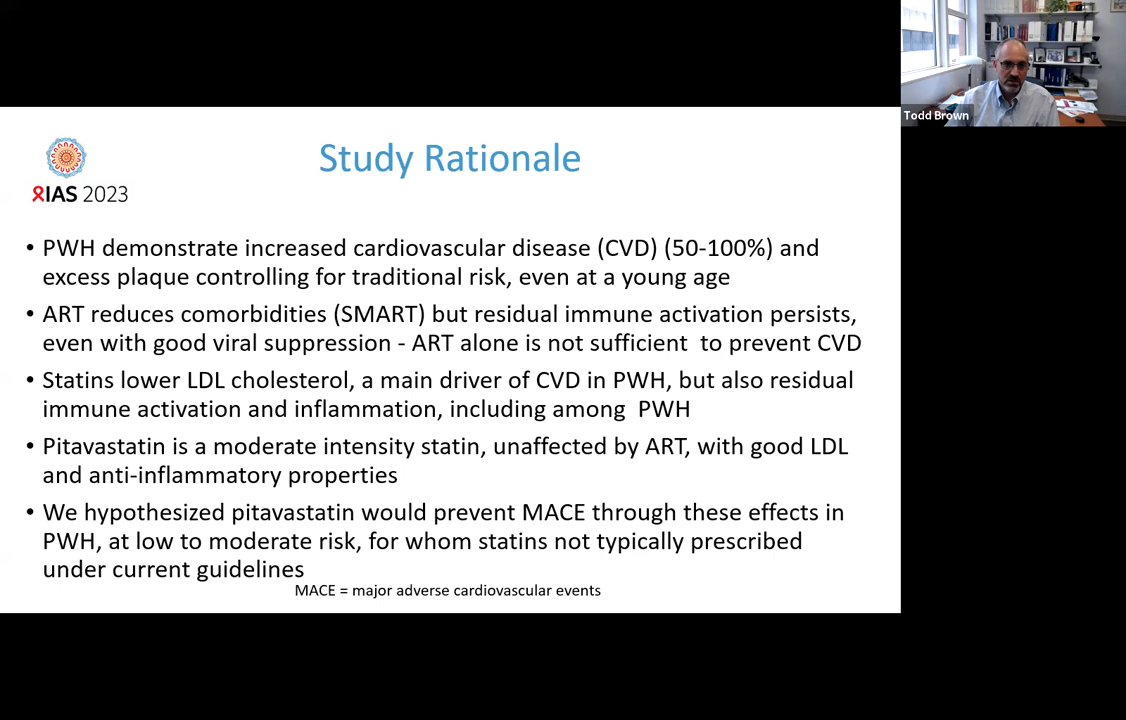 Todd Brown
IAS 2023
Study Rationale
• PWH demonstrate increased cardiovascular disease (CVD) (50-100%) and
excess plaque controlling for traditional risk, even at a young age
• ART reduces comorbidities (SMART) but residual immune activation persists,
even with good viral suppression - ART alone is not sufficient  to prevent CVD
• Statins lower LDL cholesterol, a main driver of CVD in PWH, but also residual
immune activation and inflammation, including among  PWH
• Pitavastatin is a moderate intensity statin, unaffected by ART, with good LDL
and anti-inflammatory properties
• We hypothesized pitavastatin would prevent MACE through these effects in
PWH, at low to moderate risk, for whom statins not typically prescribed
under current guidelines
MACE = major adverse cardiovascular events